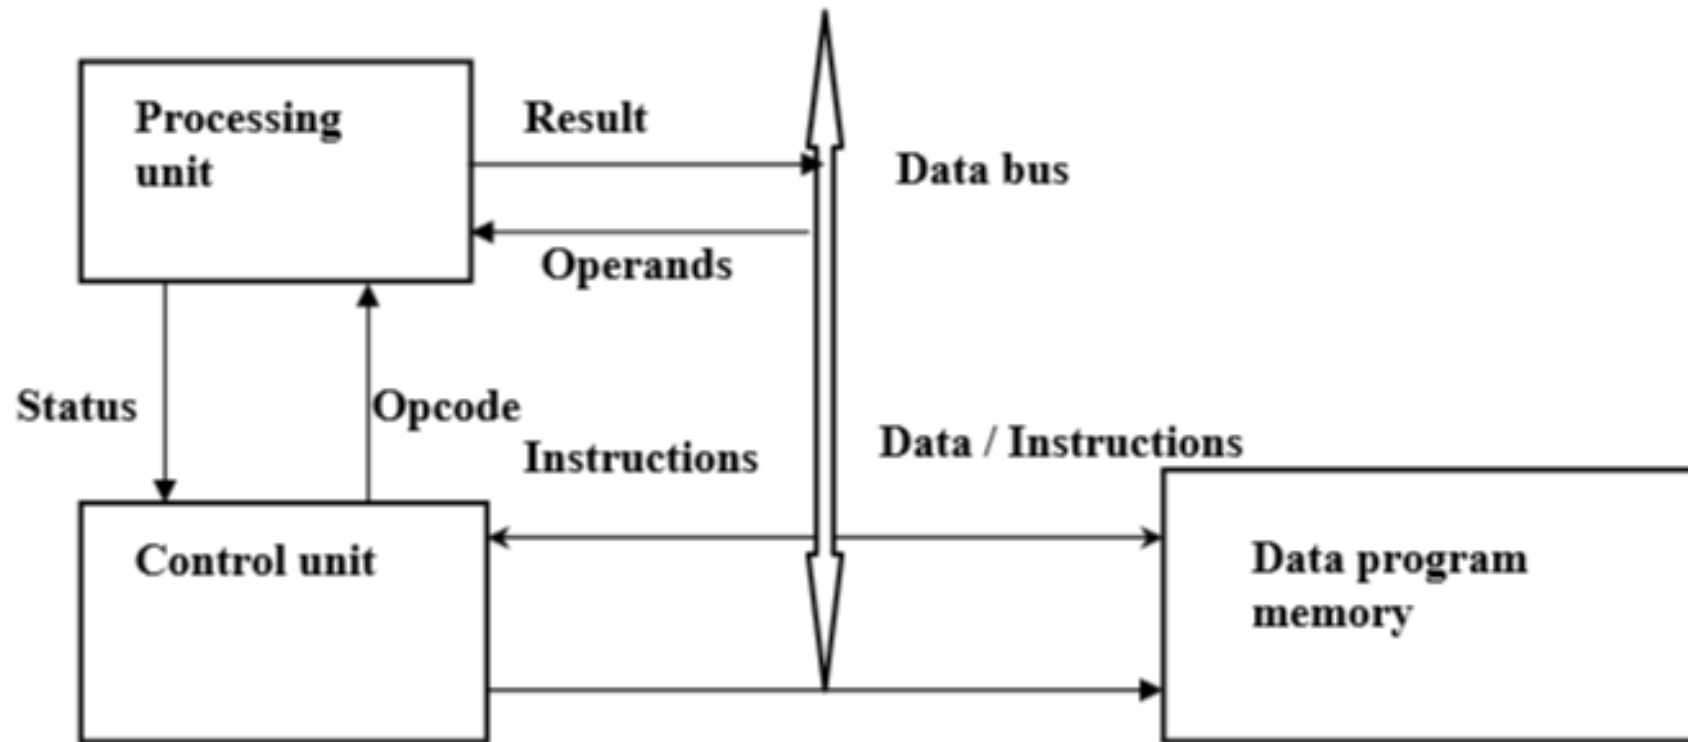 Processing
unit
Result
Data bus
Operands
Status
Opcode
Instructions
Data / Instructions
Control unit
Data program
memory